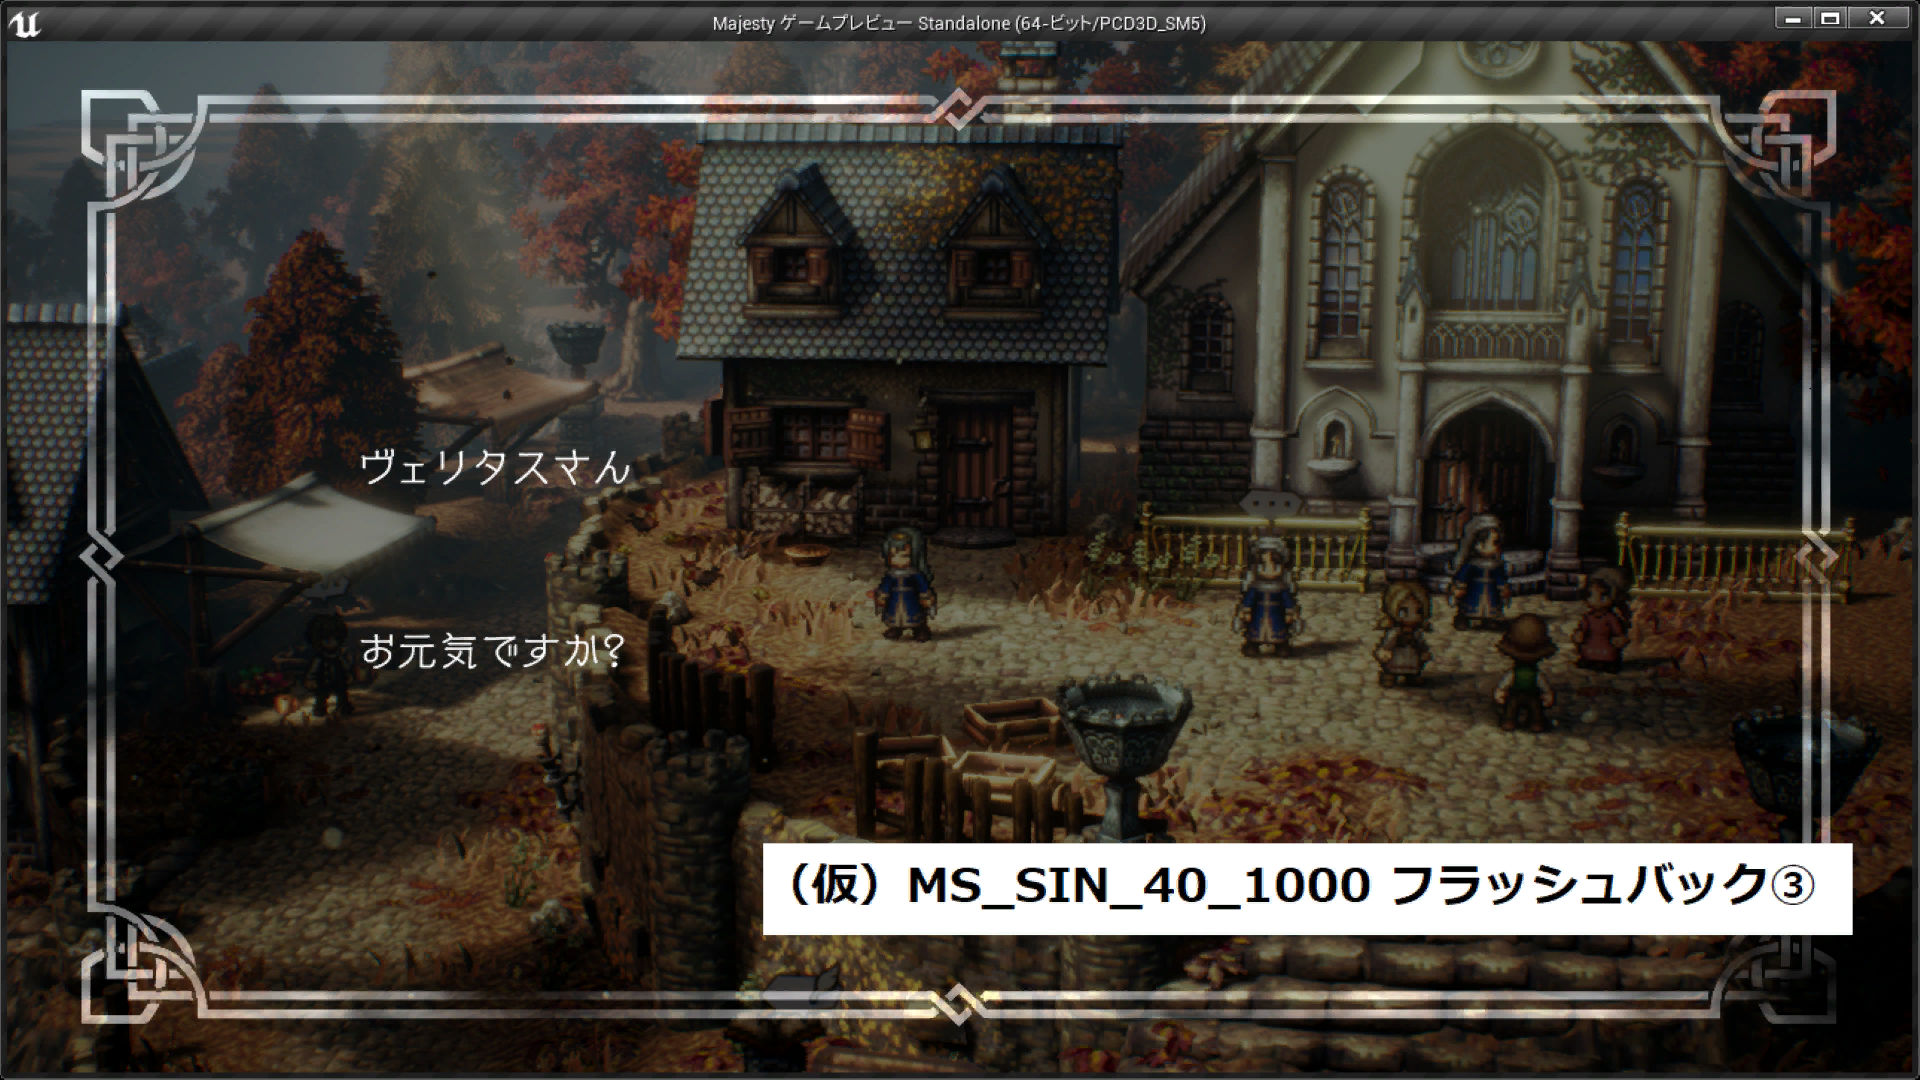 Majesty ゲームプレビュー Standalone (64-ビット/PCD3D_SM5)
ヴェリタスさん
お元気ですか?
（仮）MS_SIN_40_1000 フラッシュバック③